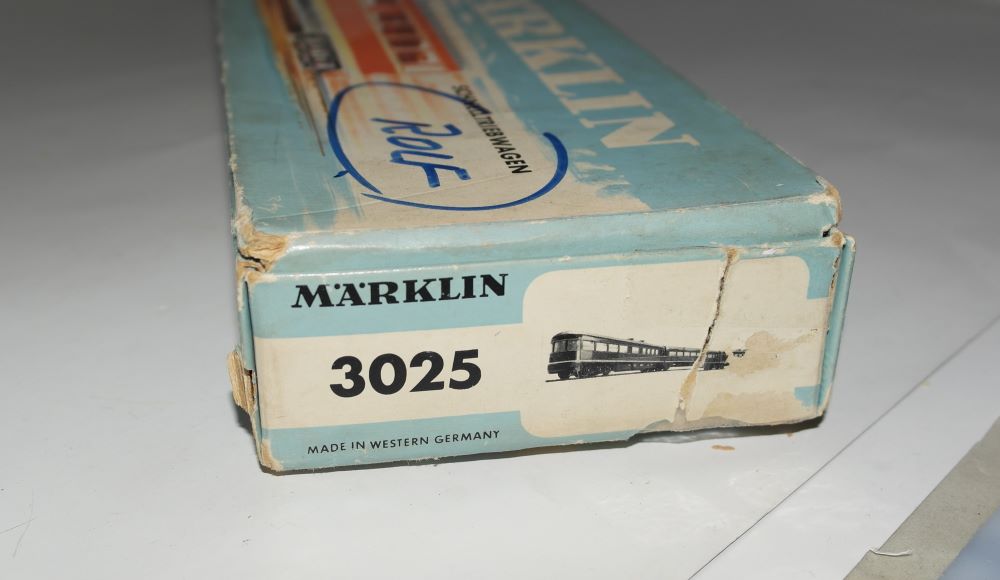 MÄRKLIN
SCHNELLTRIEBWAGEN
ROLF
MÄRKLIN
3025
MADE IN WESTERN GERMANY